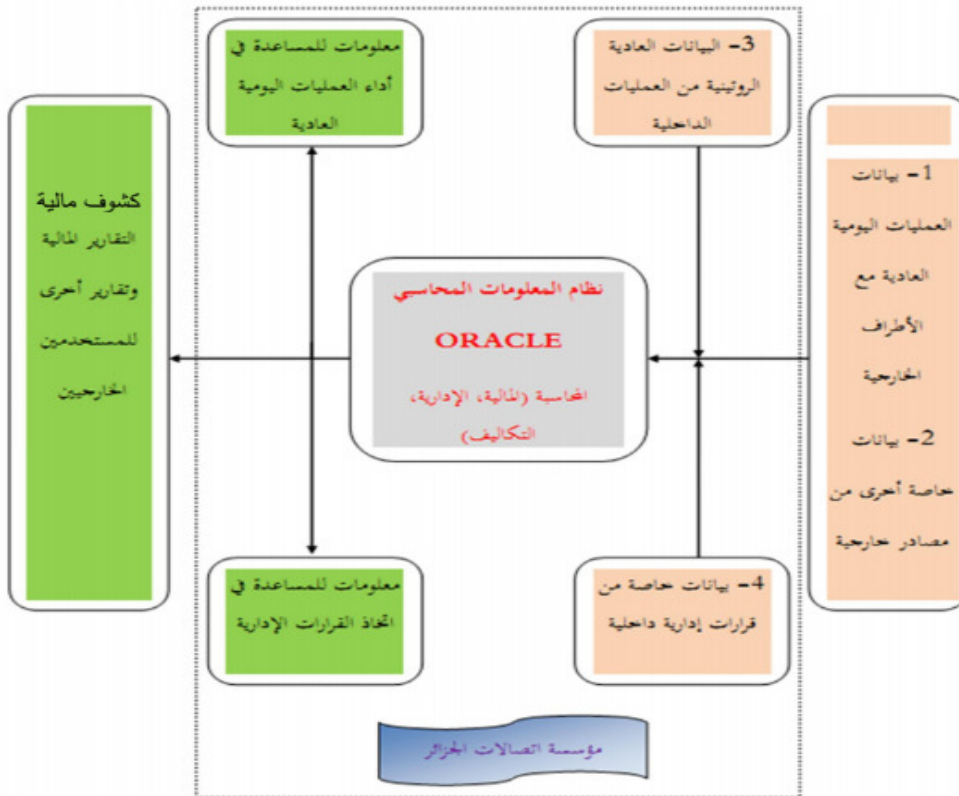 3- البيانات العادية
الروتينية من العمليات
الداخلية
معلومات للمساعدة في
أداء العمليات اليومية
العادية
1- بيانات
العمليات اليومية
العادية مع
الأطراف
الخارجية
2- بيانات
خاصة أخرى من
مصادر خارجية
نظام المعلومات المحاسبي
ORACLE
المحاسبة (المالية، الإدارية،
التكاليف)
كشوف مالية
التقارير المالية
وتقارير أخرى
للمستخدمين
الخارجيين
4- بيانات خاصة من
قرارات إدارية داخلية
معلومات للمساعدة في
اتخاذ القرارات الإدارية
مؤسسة اتصالات الجزائر